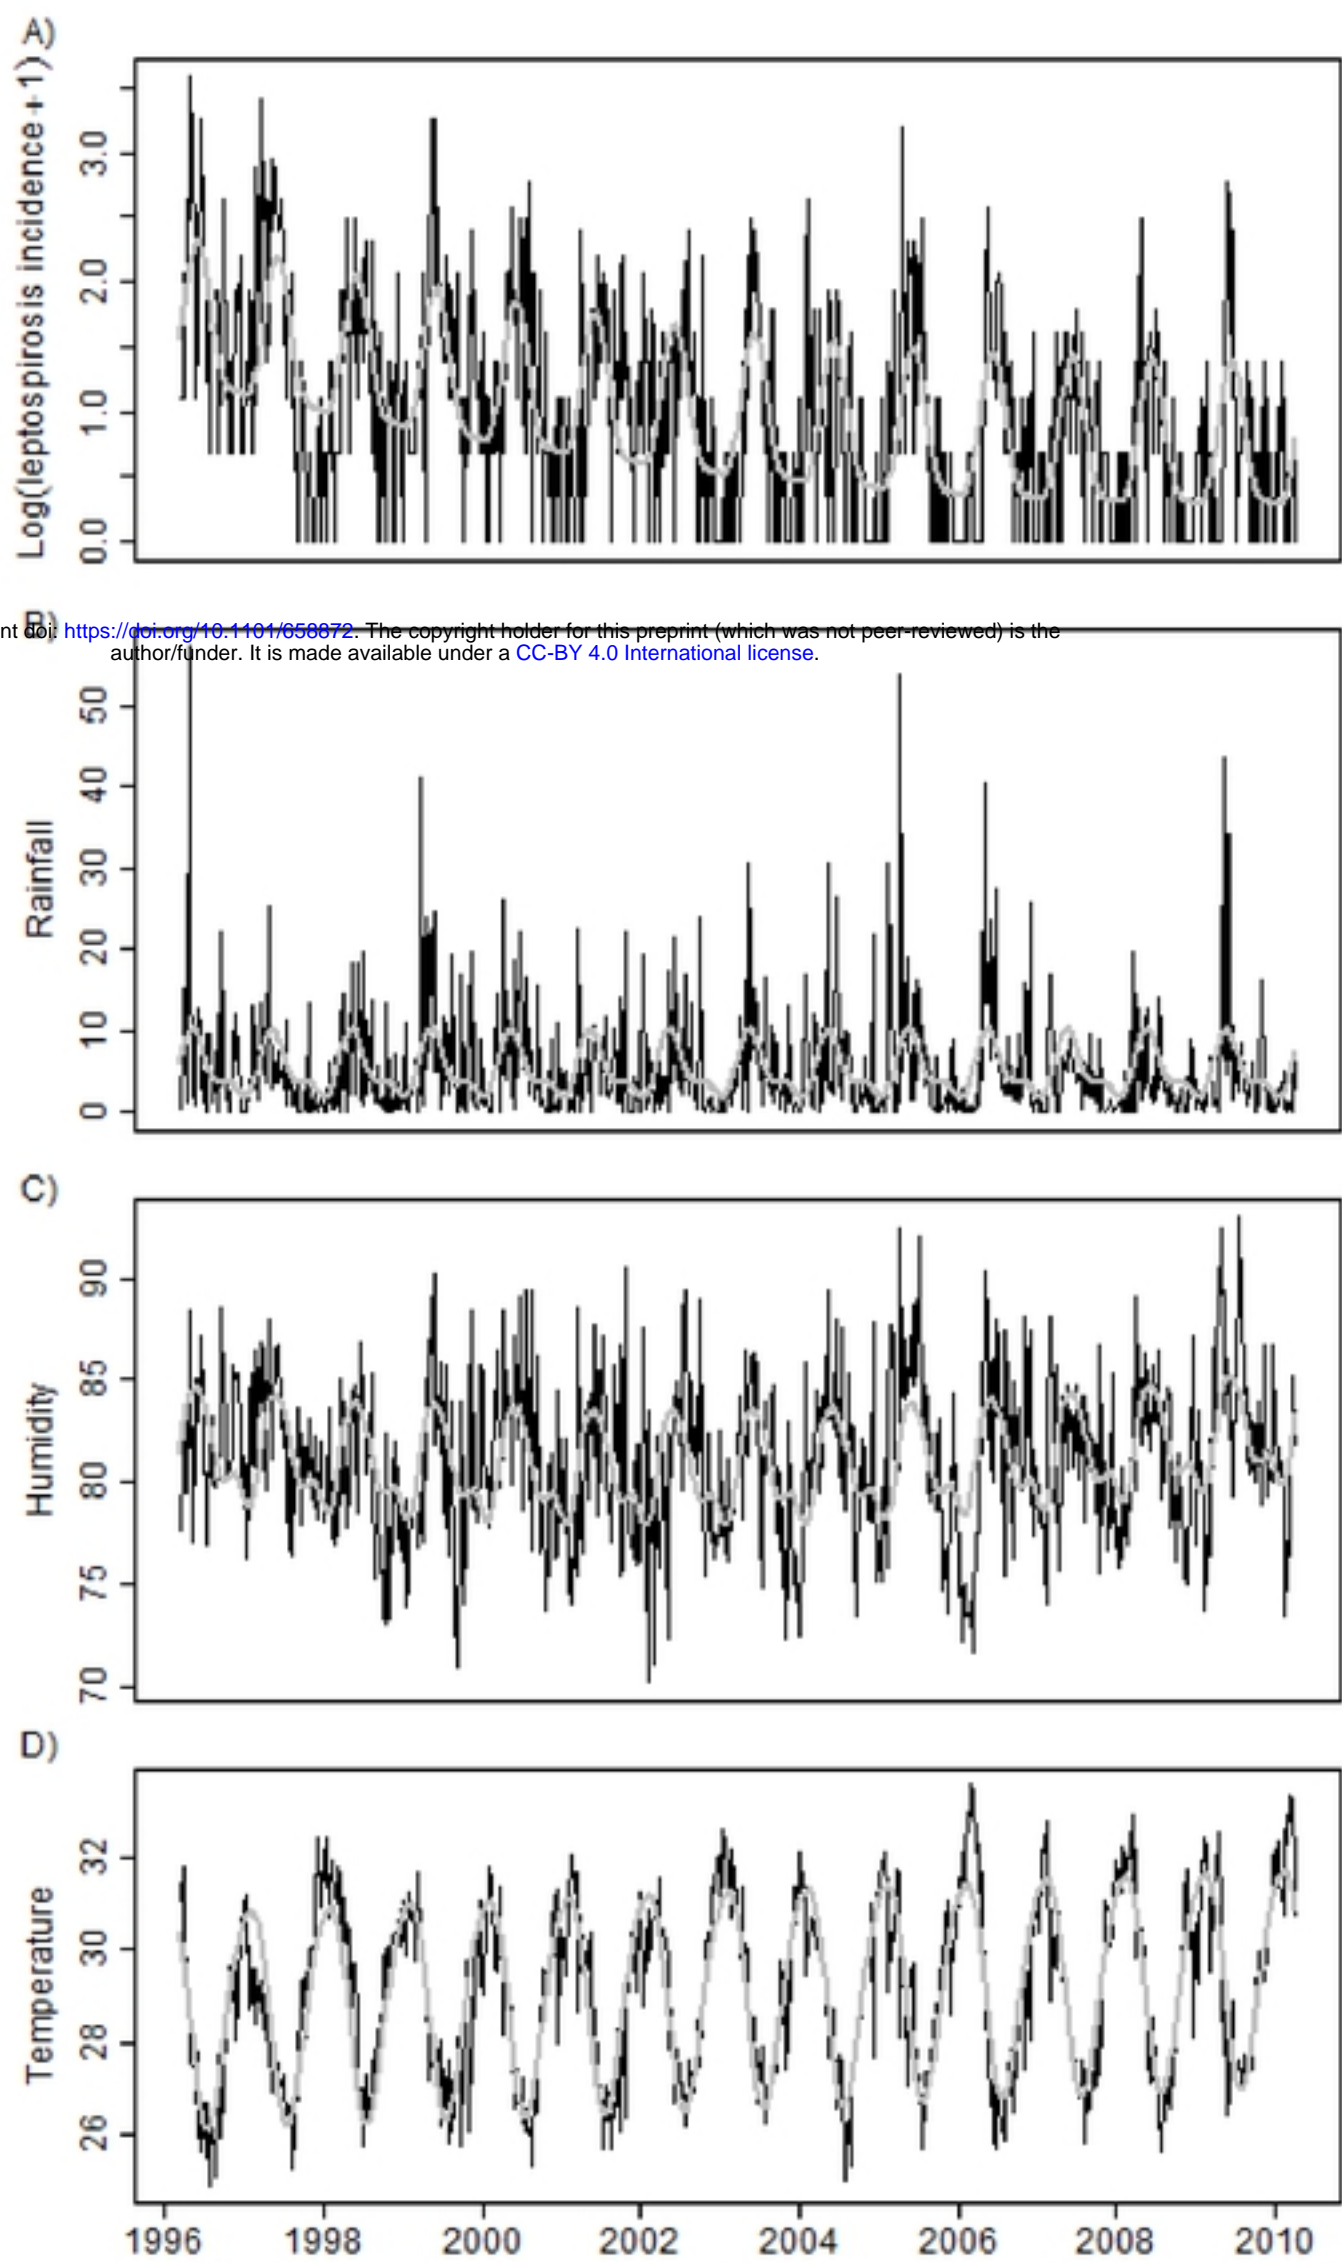 A)
Log(leptospirosis incidence + 1)
3.0
2.0
1.0
0.0
B)
nt doi: https://doi.org/10.1101/658872. The copyright holder for this preprint (which was not peer-reviewed) is the
author/funder. It is made available under a CC-BY 4.0 International license.
Rainfall
50
40
30
20
10
0
C)
Humidity
90
85
80
75
70
D)
Temperature
32
30
28
26
1996 1998 2000 2002 2004 2006 2008 2010